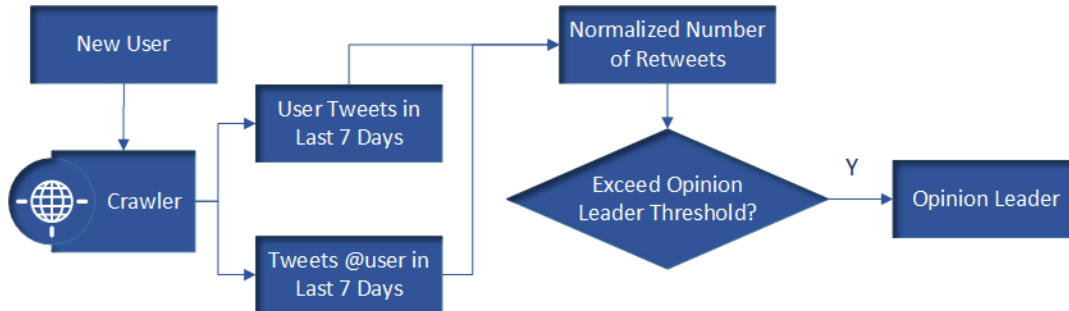 New User
Crawler
User Tweets in
Last 7 Days
Tweets @user in
Last 7 Days
Normalized Number
of Retweets
Exceed Opinion
Leader Threshold?
Y
Opinion Leader